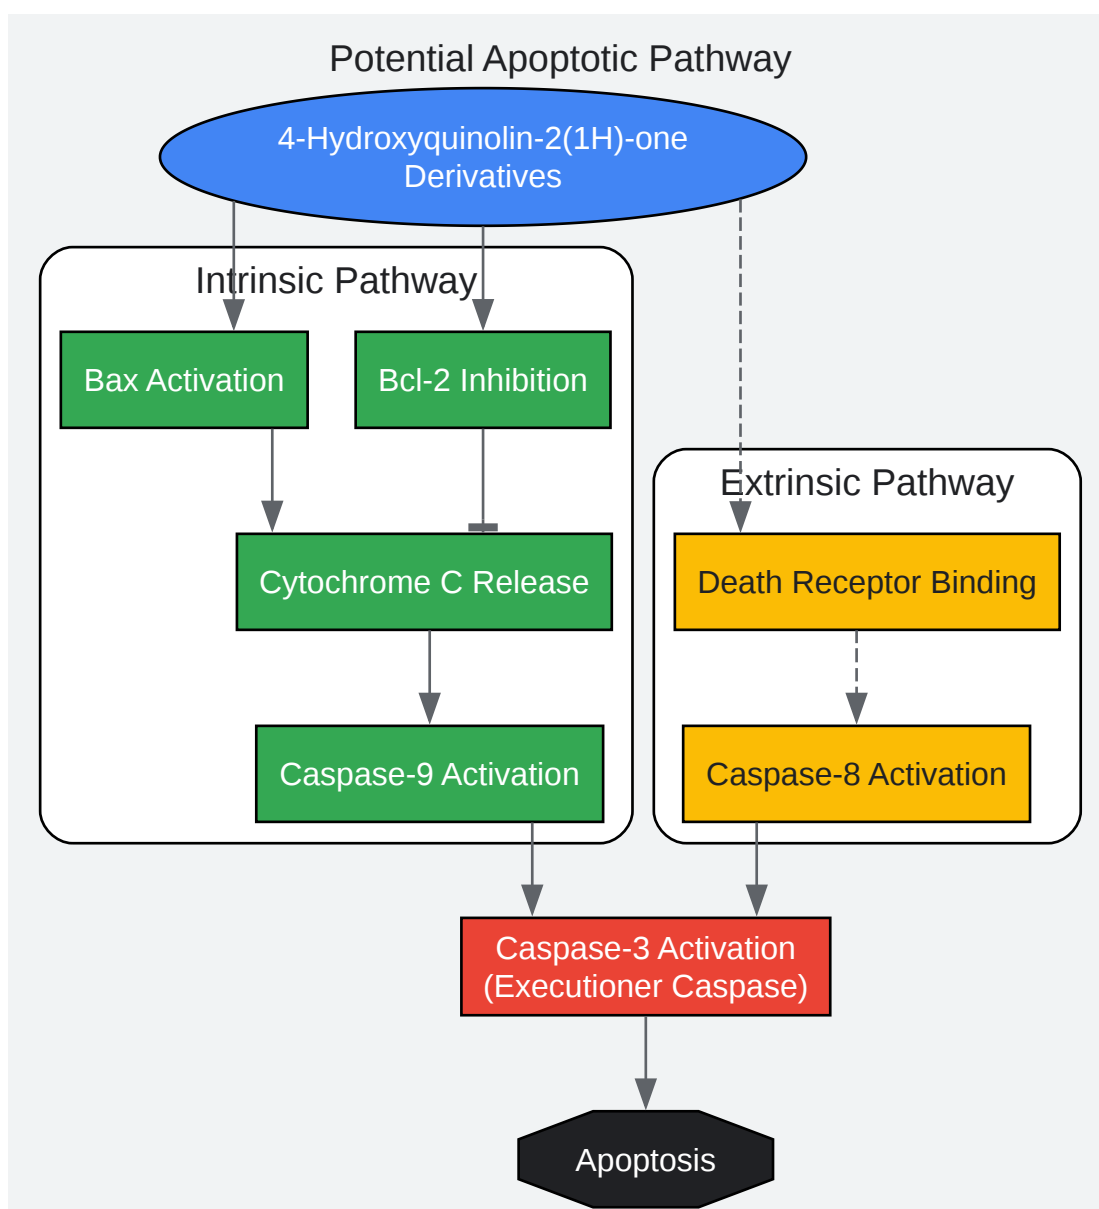 Potential Apoptotic Pathway
4-Hydroxyquinolin-2(1H)-one
Derivatives
Intrinsic Pathway
Bax Activation
Bcl-2 Inhibition
Extrinsic Pathway
Cytochrome C Release
Death Receptor Binding
Caspase-9 Activation
Caspase-8 Activation
Caspase-3 Activation
(Executioner Caspase)
Apoptosis